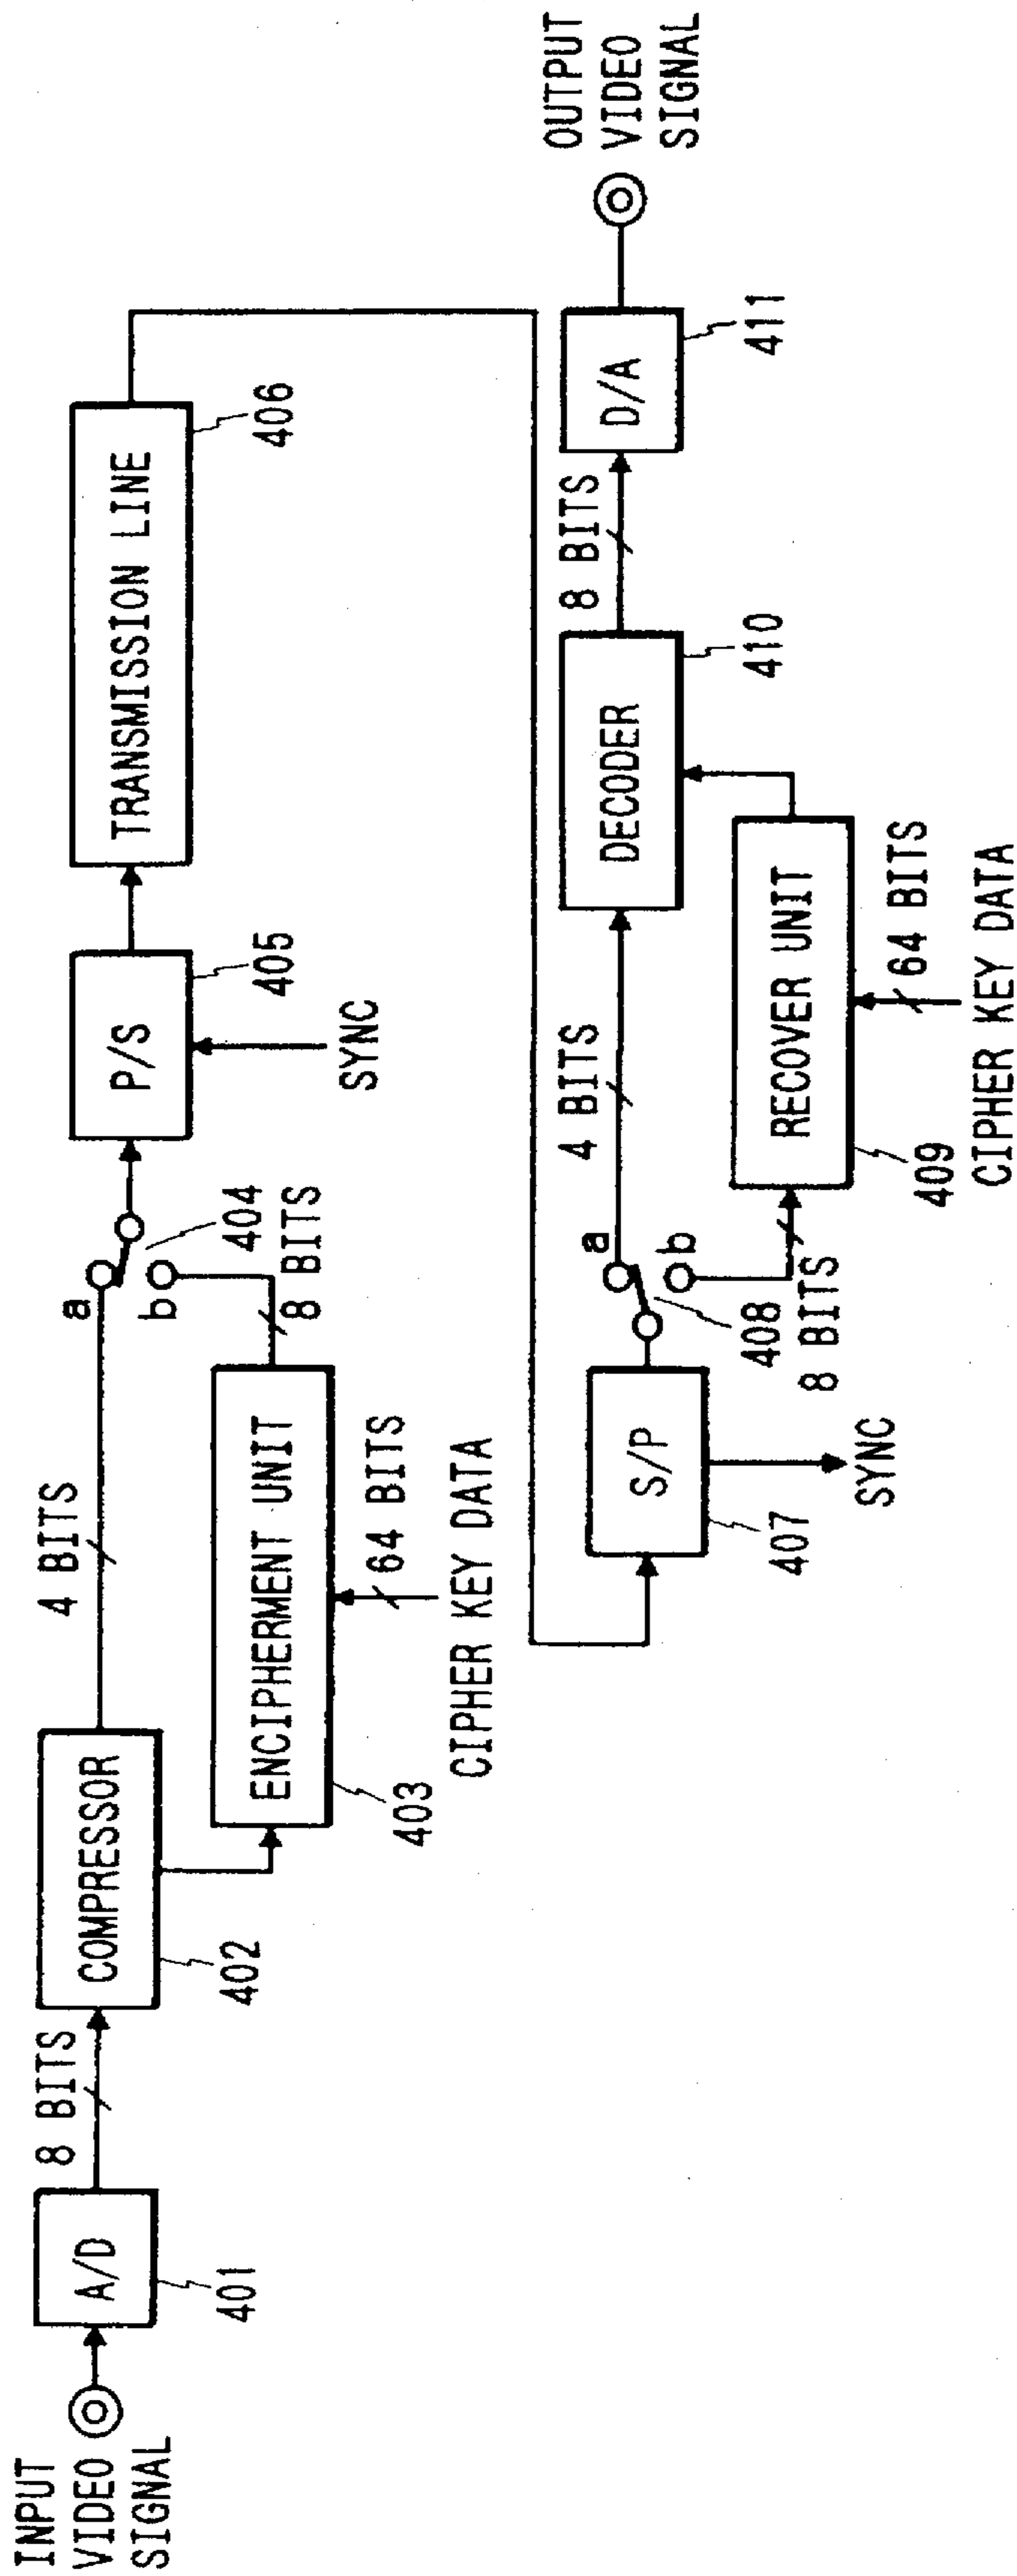 INPUT
VIDEO
SIGNAL
A/D
401
8 BITS
COMPRESSOR
402
4 BITS
ENCIPHERMENT UNIT
403
64 BITS
CIPHER KEY DATA
a
b
404
8 BITS
P/S
405
SYNC
TRANSMISSION LINE
406
S/P
407
SYNC
a
b
408
8 BITS
4 BITS
RECOVER UNIT
409
64 BITS
CIPHER KEY DATA
DECODER
410
8 BITS
D/A
411
OUTPUT
VIDEO
SIGNAL